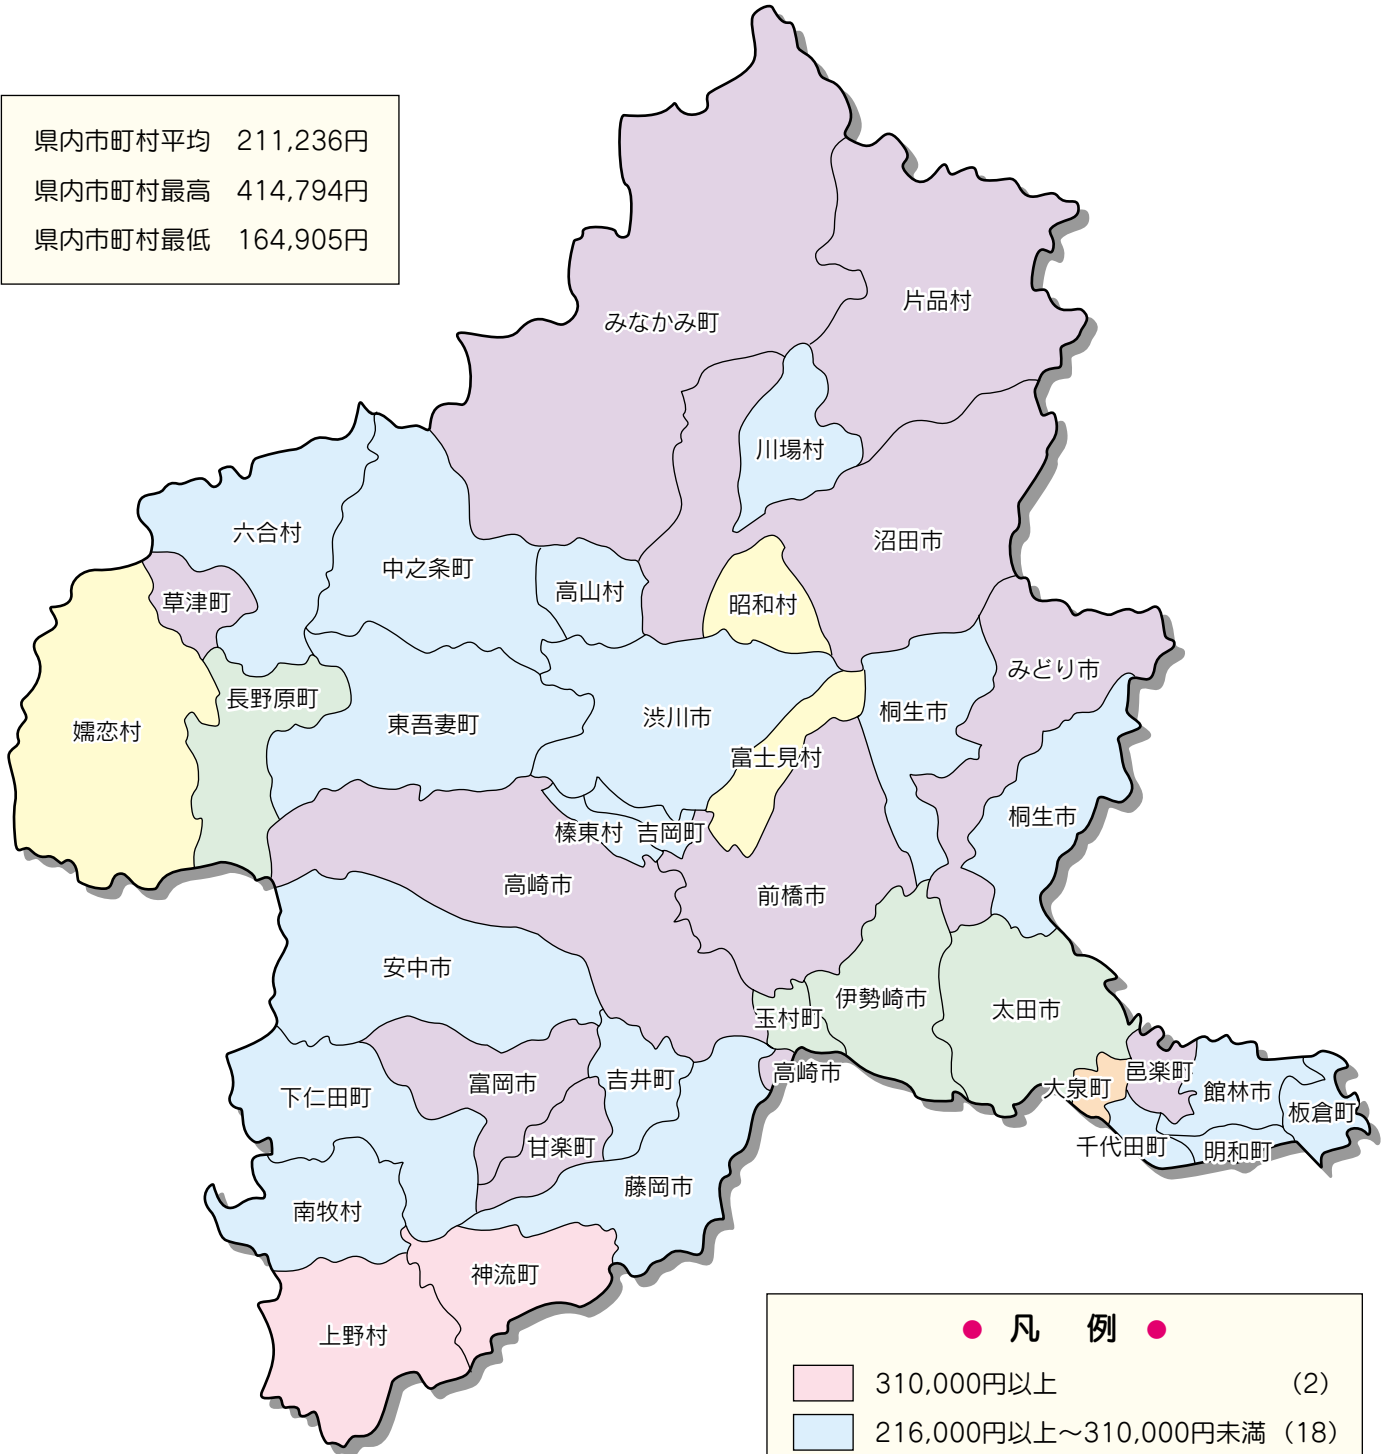 県内市町村平均　211,236円
県内市町村最高　414,794円
県内市町村最低　164,905円
みなかみ町
片品村
川場村
沼田市
六合村
中之条町
高山村
昭和村
草津町
みどり市
長野原町
嬬恋村
東吾妻町
渋川市
桐生市
富士見村
桐生市
榛東村
吉岡町
高崎市
前橋市
安中市
伊勢崎市
太田市
玉村町
高崎市
邑楽町
大泉町
館林市
板倉町
富岡市
吉井町
下仁田町
甘楽町
千代田町
明和町
藤岡市
南牧村
神流町
上野村
● 凡　例 ●
310,000円以上　(2)
216,000円以上～310,000円未満 (18)